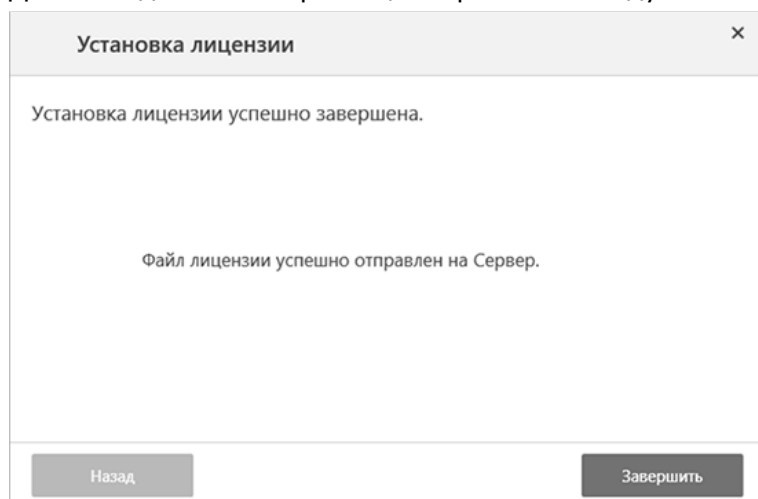 Установка лицензии
×
Установка лицензии успешно завершена.
Файл лицензии успешно отправлен на Сервер.
Назад
Завершить